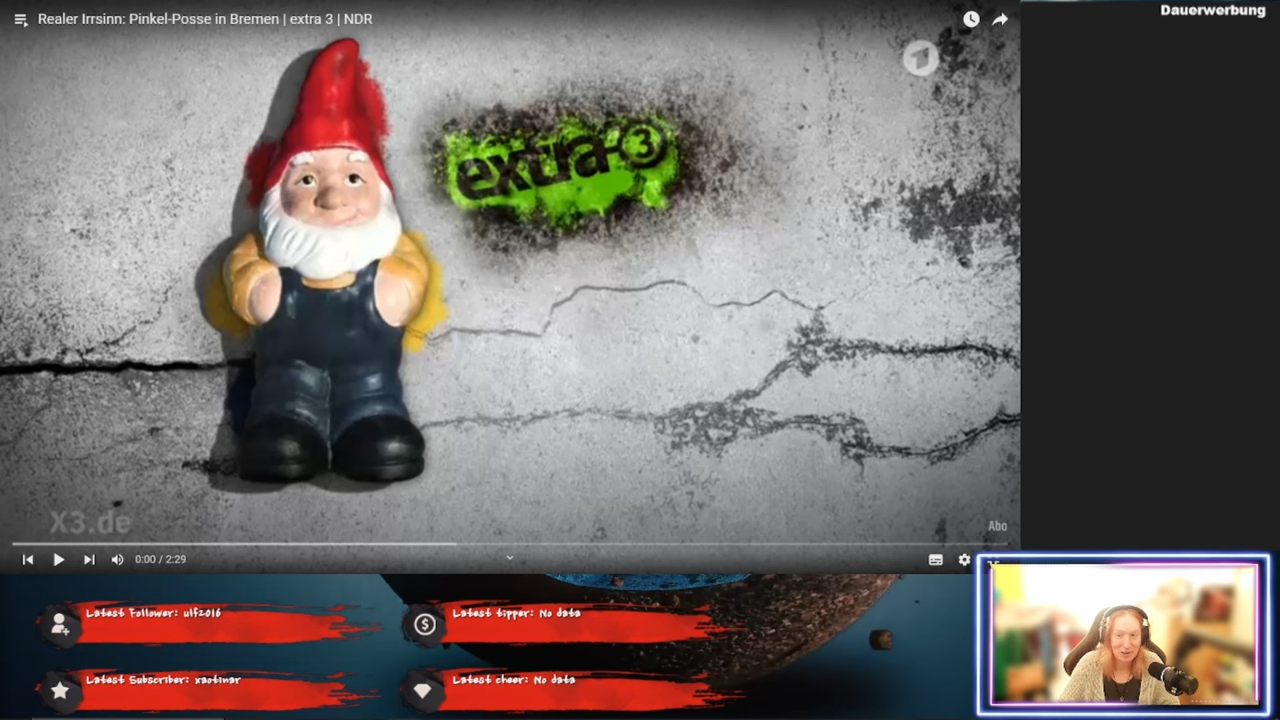 Realer Irrsinn: Pinkel-Posse in Bremen | extra 3 | NDR
Dauerwerbung
extra 3
X3.de
Abo
0:00 / 2:29
Latest Follower: ulf2016
Latest tipper: No data
Latest Subscriber: xaotinar
Latest cheer: No data